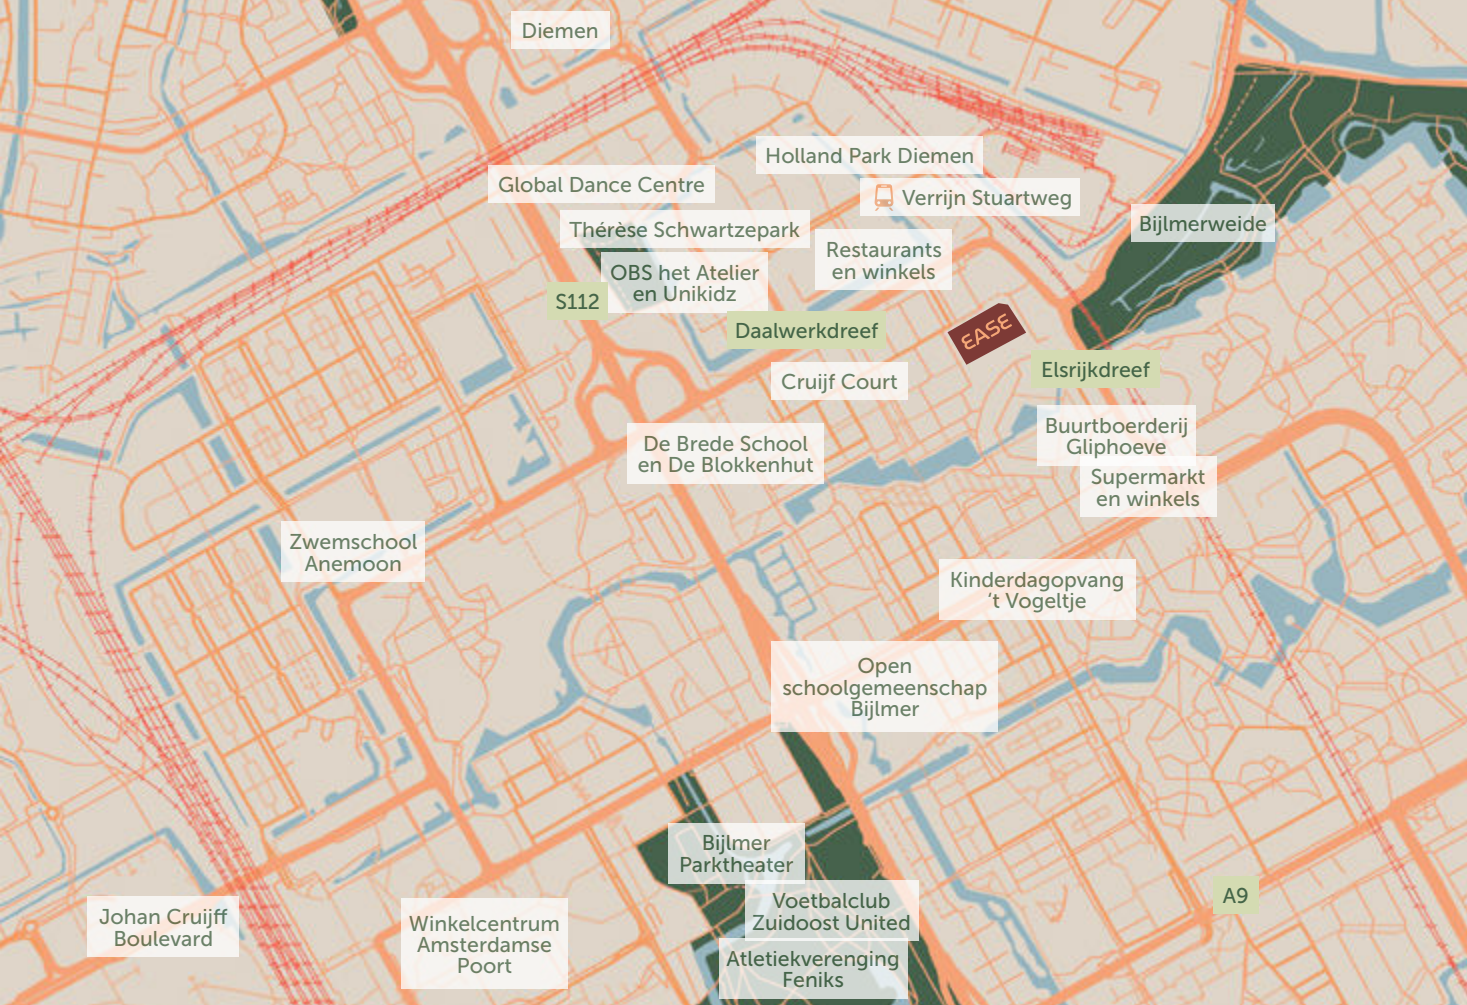 Diemen
Holland Park Diemen
Global Dance Centre
Verrijn Stuartweg
Bijlmerweide
Thérèse Schwartzepark
Restaurants
en winkels
OBS het Atelier
en Unikidz
S112
Daalwerkdreef
EASE
Elsrijkdreef
Cruijf Court
Buurtboerderij
Gliphoeve
De Brede School
en De Blokkenhut
Supermarkt
en winkels
Zwemschool
Anemoon
Kinderdagopvang
‘t Vogeltje
Open
schoolgemeenschap
Bijlmer
Bijlmer
Parktheater
A9
Voetbalclub
Zuidoost United
Johan Cruijff
Boulevard
Winkelcentrum
Amsterdamse
Poort
Atletiekverenging
Feniks